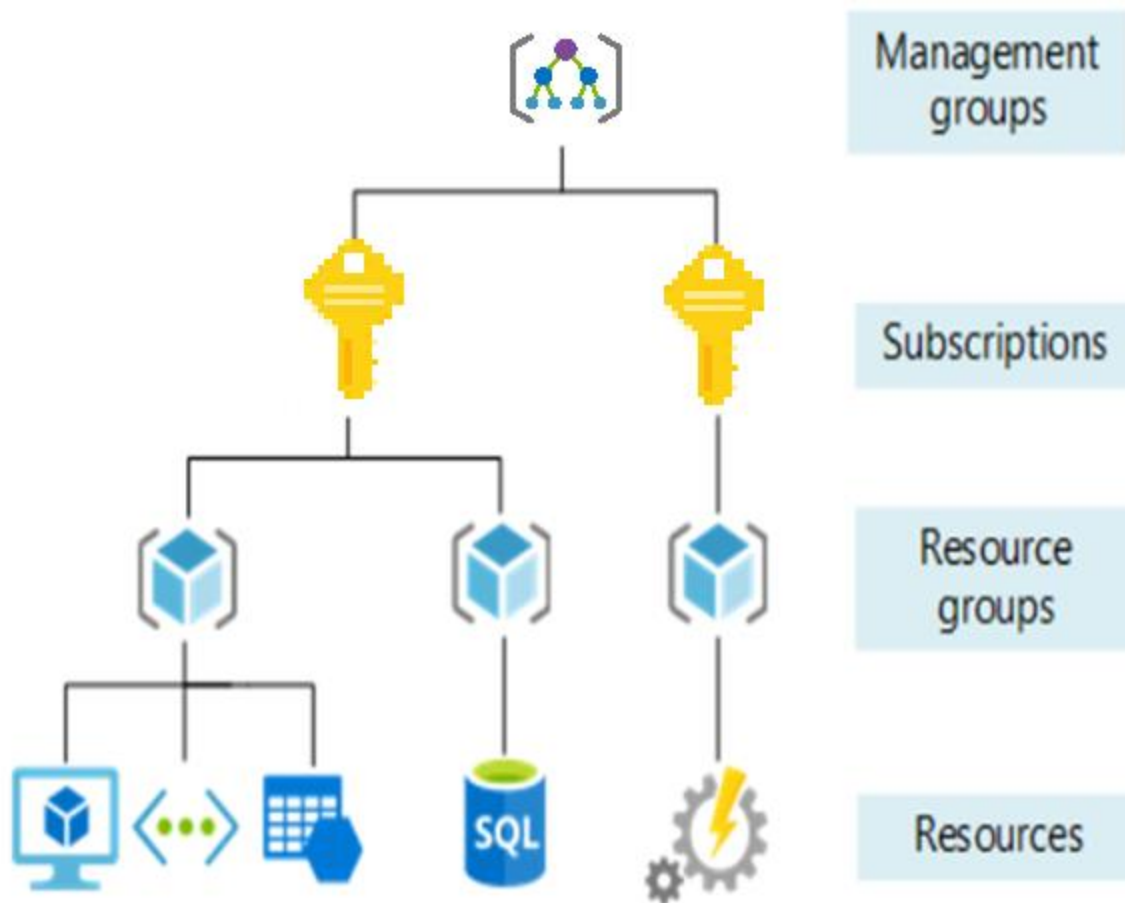 Management
groups
Subscriptions
Resource
groups
SQL
Resources